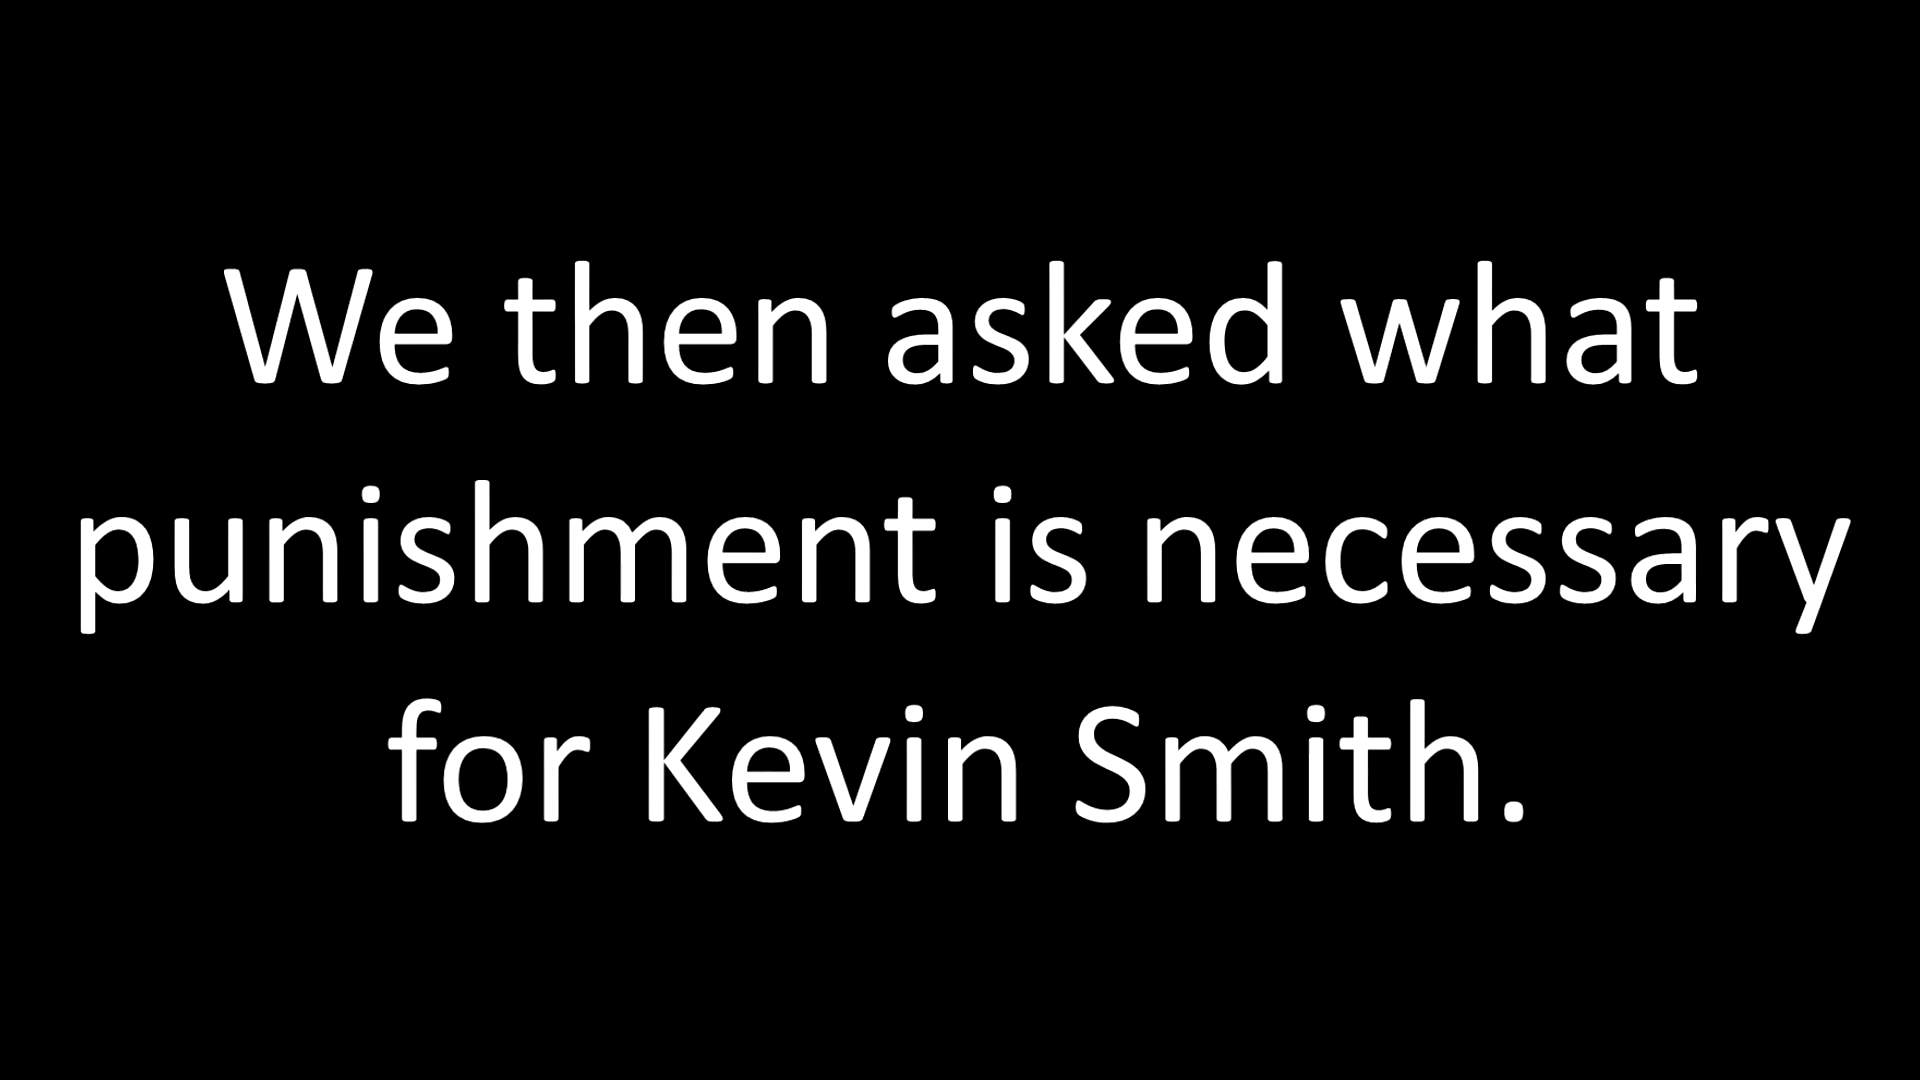 We then asked what
punishment is necessary
for Kevin Smith.